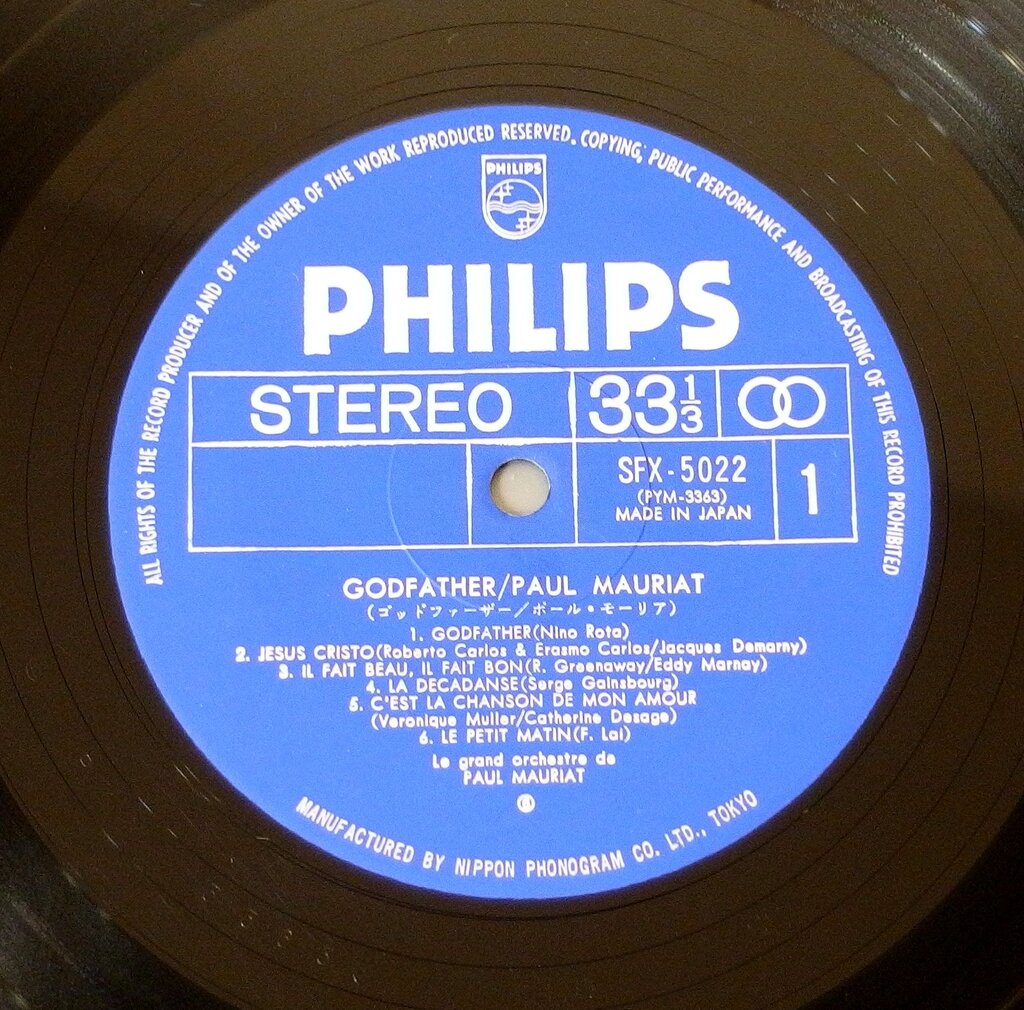 ALL RIGHTS OF THE RECORD PRODUCER AND OF THE OWNER OF THE WORK REPRODUCED RESERVED. COPYING, PUBLIC PERFORMANCE AND BROADCASTING OF THIS RECORD PROHIBITED
PHILIPS
PHILIPS
STEREO 33 1/3
SFX-5022
(PYM-3363)
MADE IN JAPAN
1
GODFATHER/PAUL MAURIAT
(ゴッドファーザー/ポール・モーリア)
1. GODFATHER(Nino Rota)
2. JESUS CRISTO(Roberto Carlos & Erasmo Carlos/Jacques Demarny)
3. IL FAIT BEAU, IL FAIT BON(R. Greenaway/Eddy Marnay)
4. LA DECADANSE(Serge Gainsbourg)
5. C'EST LA CHANSON DE MON AMOUR
(Veronique Muller/Catherine Desage)
6. LE PETIT MATIN(F. Lai)
Le grand orchestre de
PAUL MAURIAT
MANUFACTURED BY NIPPON PHONOGRAM CO. LTD., TOKYO